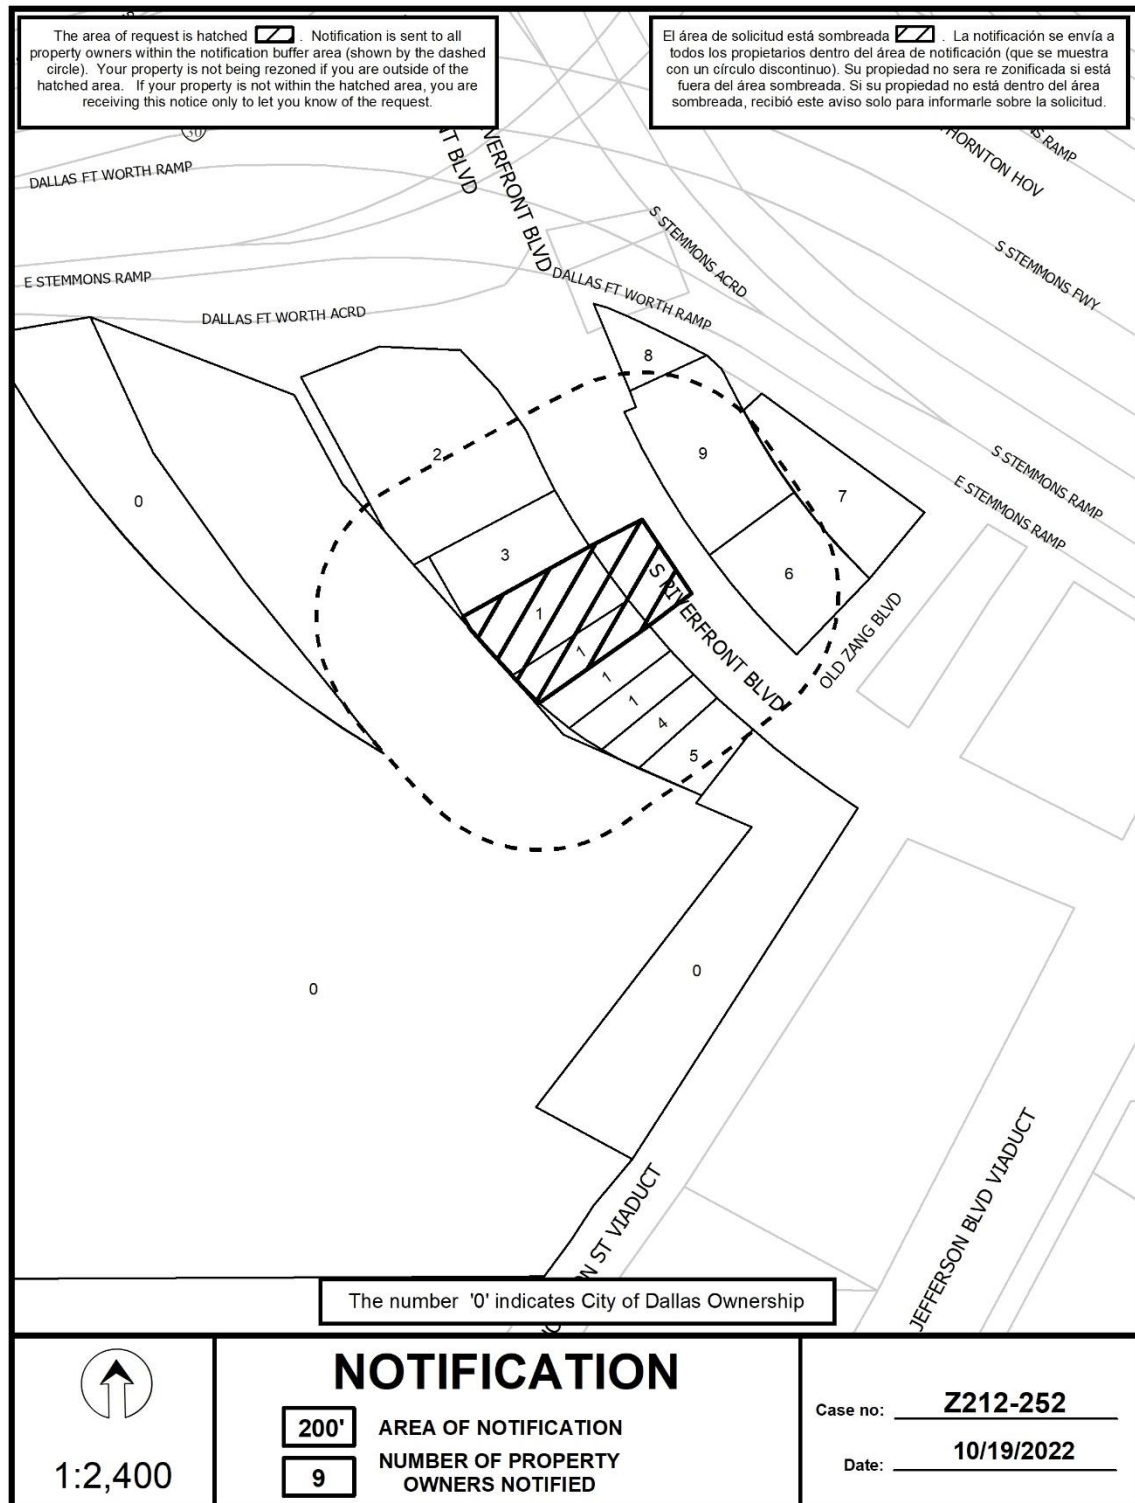 The area of request is hatched . Notification is sent to all
property owners within the notification buffer area (shown by the dashed
circle). Your property is not being rezoned if you are outside of the
hatched area. If your property is not within the hatched area, you are
receiving this notice only to let you know of the request.
El área de solicitud está sombreada . La notificación se envía a
todos los propietarios dentro del área de notificación (que se muestra
con un círculo discontinuo). Su propiedad no sera re zonificada si está
fuera del área sombreada. Si su propiedad no está dentro del área
sombreada, recibió este aviso solo para informarle sobre la solicitud.
30
DALLAS FT WORTH RAMP
BLVD
RIVERFRONT BLVD
RAMP
THORNTON HOV
S STEMMONS ACRD
S STEMMONS FWY
E STEMMONS RAMP
DALLAS FT WORTH RAMP
DALLAS FT WORTH ACRD
8
2
9
S STEMMONS RAMP
7
E STEMMONS RAMP
0
3
6
S RIVERFRONT BLVD
OLD ZANG BLVD
1
1
1
1
4
5
0
0
ST VIADUCT
JEFFERSON BLVD VIADUCT
The number '0' indicates City of Dallas Ownership
1:2,400
NOTIFICATION
200' AREA OF NOTIFICATION
9 NUMBER OF PROPERTY
OWNERS NOTIFIED
Case no: Z212-252
Date: 10/19/2022